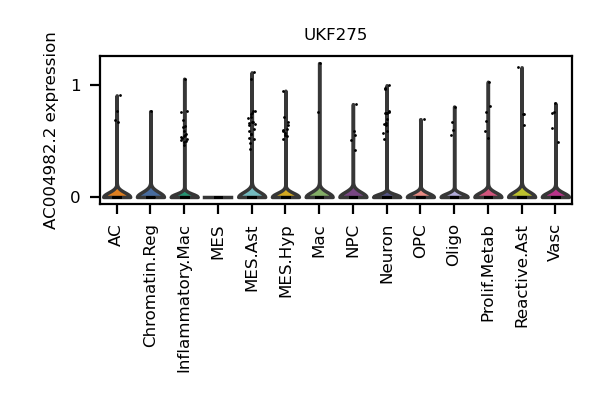 UKF275
AC004982.2 expression
1
0
AC
Chromatin.Reg
Inflammatory.Mac
MES
MES.Ast
MES.Hyp
Mac
NPC
Neuron
OPC
Oligo
Prolif.Metab
Reactive.Ast
Vasc